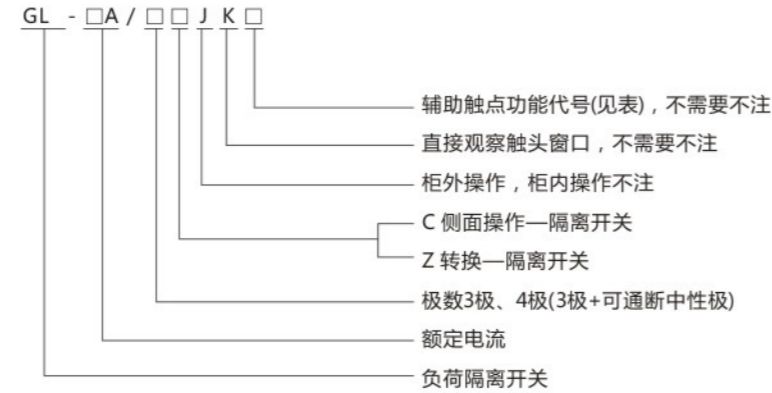 GL - □A / □ □ J K □
辅助触点功能代号(见表)，不需要不注
直接观察触头窗口，不需要不注
柜外操作，柜内操作不注
C 侧面操作—隔离开关
Z 转换—隔离开关
极数3极、4极(3极+可通断中性极)
额定电流
负荷隔离开关